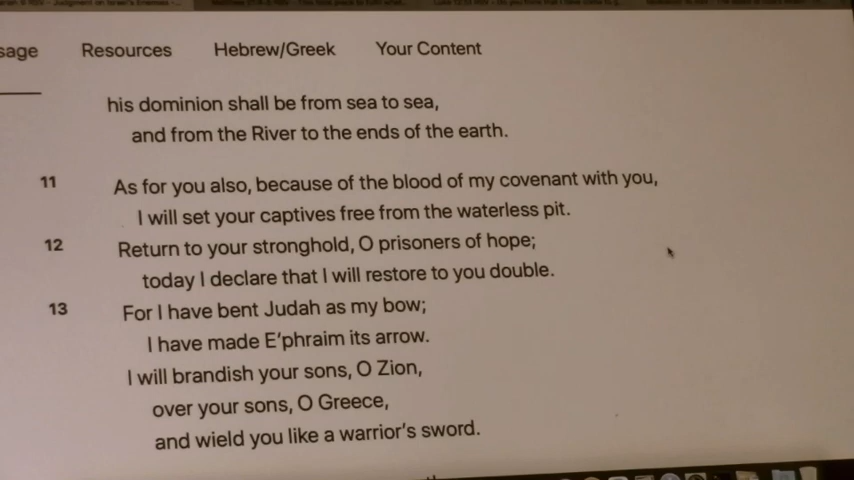 sage Resources Hebrew/Greek Your Content
his dominion shall be from sea to sea,
and from the River to the ends of the earth.
11 As for you also, because of the blood of my covenant with you,
I will set your captives free from the waterless pit.
12 Return to your stronghold, O prisoners of hope;
today I declare that I will restore to you double.
13 For I have bent Judah as my bow;
I have made E′phraim its arrow.
I will brandish your sons, O Zion,
over your sons, O Greece,
and wield you like a warrior's sword.